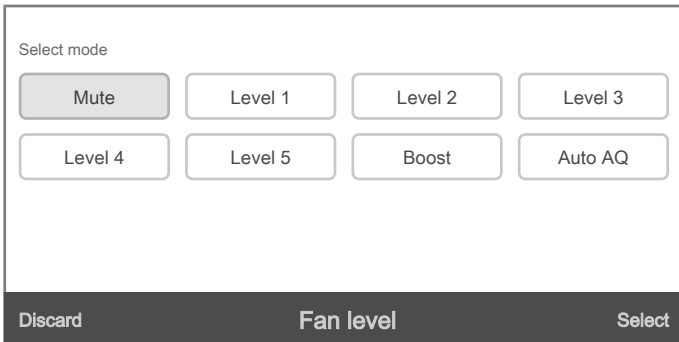 Select mode
Mute Level 1 Level 2 Level 3
Level 4 Level 5 Boost Auto AQ
Discard Fan level Select